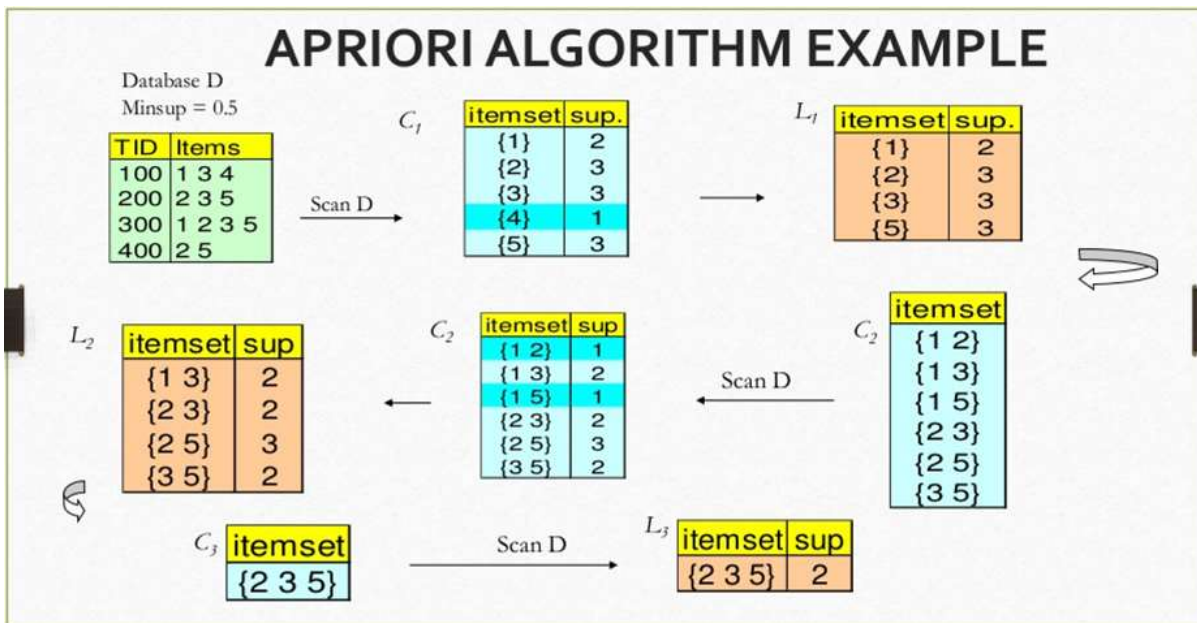 APRIORI ALGORITHM EXAMPLE
Database D
Minsup = 0.5
TID Items
100 1 3 4
200 2 3 5
300 1 2 3 5
400 2 5
Scan D
C1
itemset sup.
{1} 2
{2} 3
{3} 3
{4} 1
{5} 3
L1
itemset sup.
{1} 2
{2} 3
{3} 3
{5} 3
C2
itemset
{1 2}
{1 3}
{1 5}
{2 3}
{2 5}
{3 5}
Scan D
C2
itemset sup
{1 2} 1
{1 3} 2
{1 5} 1
{2 3} 2
{2 5} 3
{3 5} 2
L2
itemset sup
{1 3} 2
{2 3} 2
{2 5} 3
{3 5} 2
C3
itemset
{2 3 5}
Scan D
L3
itemset sup
{2 3 5} 2